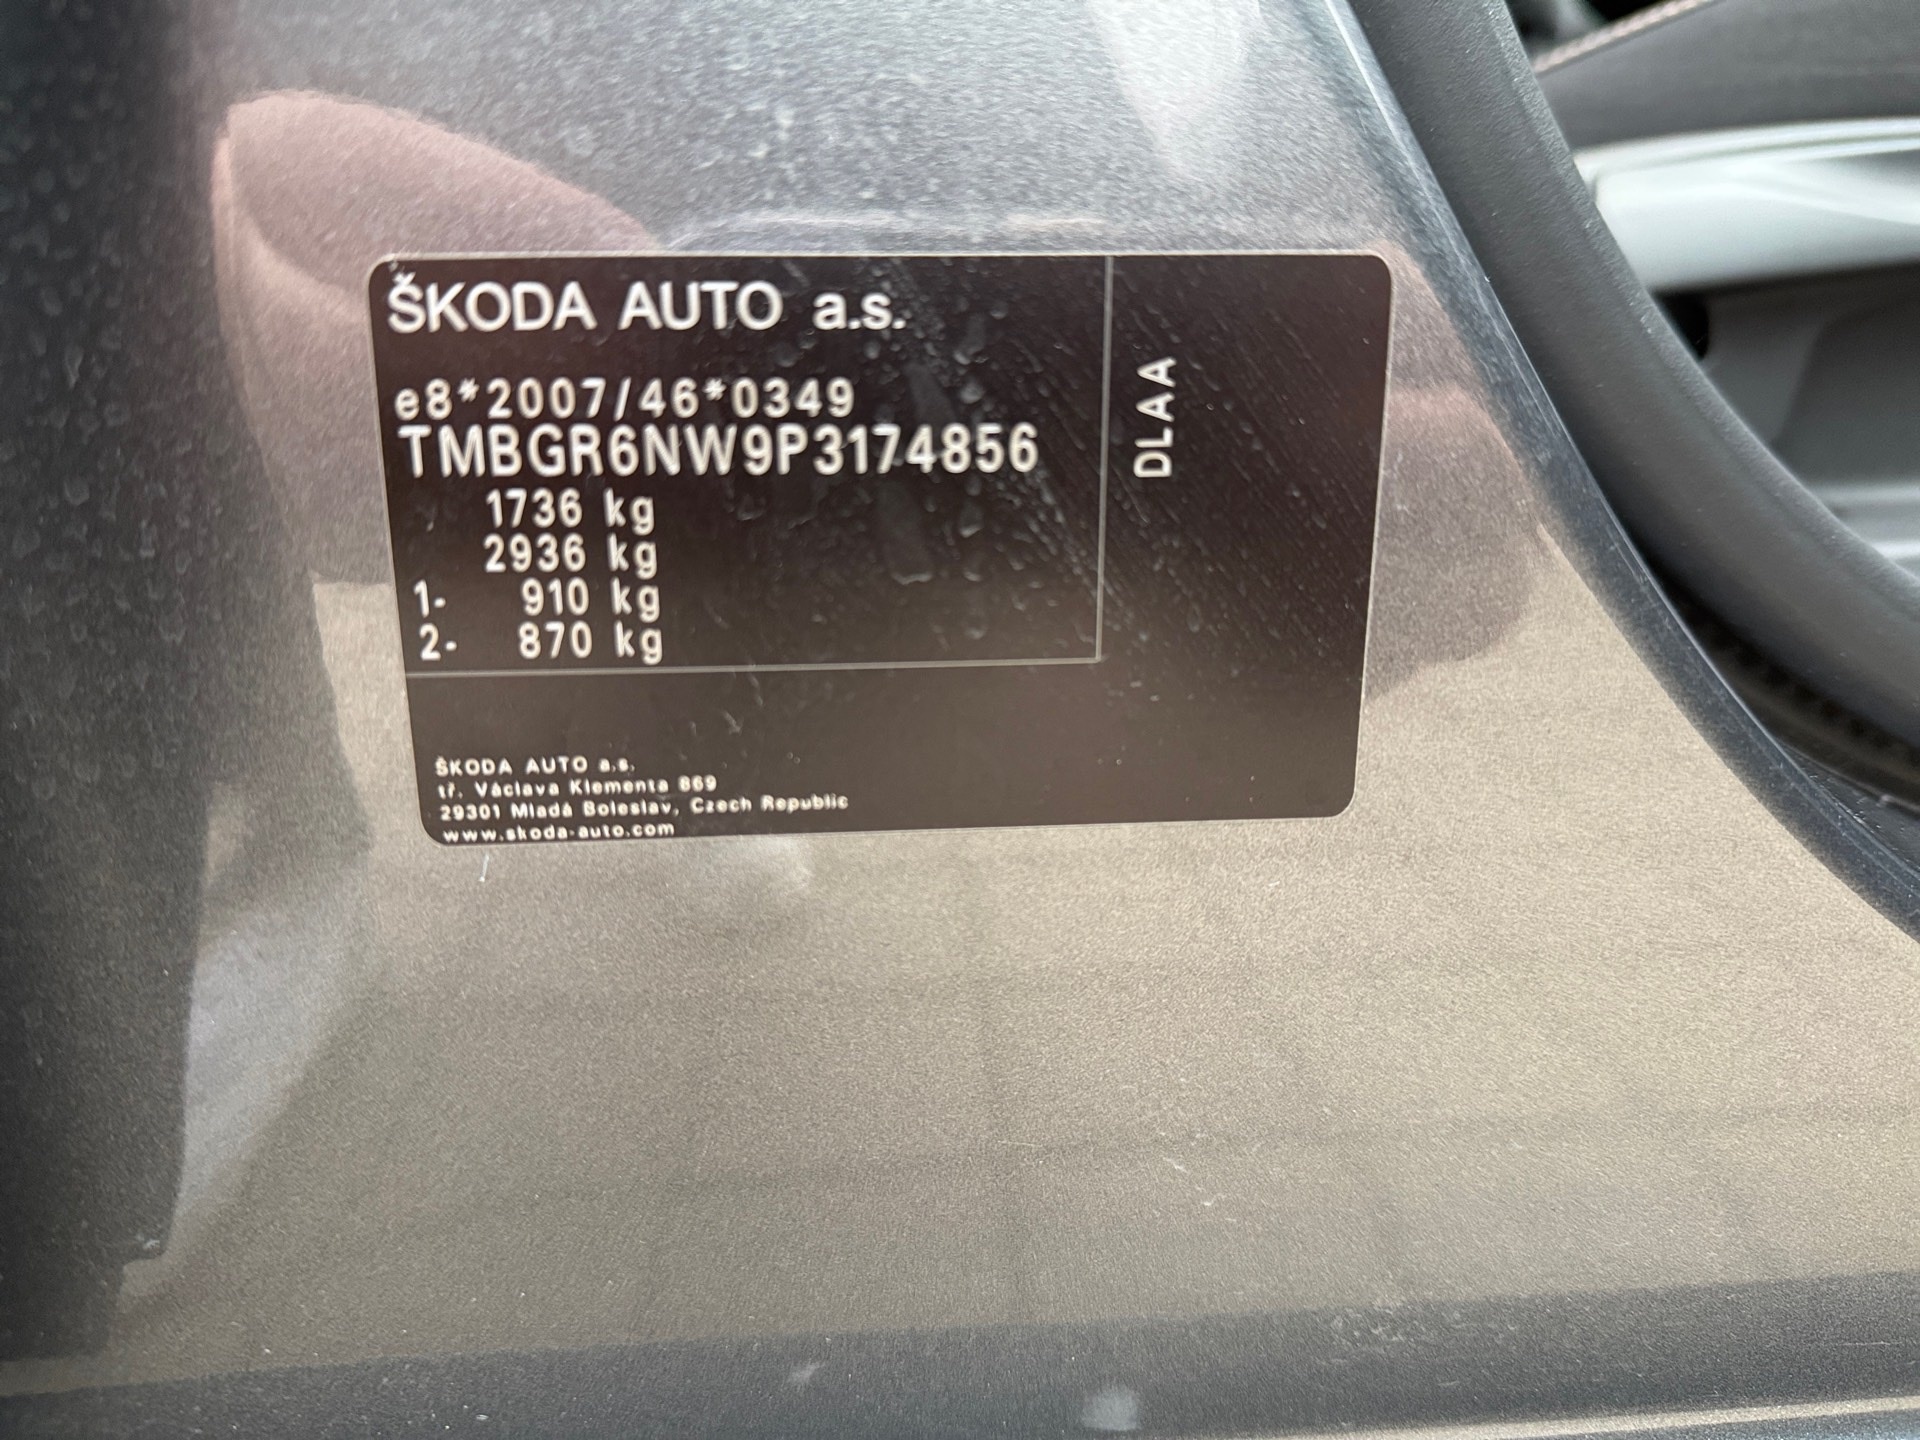 ŠKODA AUTO a.s.
e8*2007/46*0349
TMBGR6NW9P3174856
1736 kg
2936 kg
1- 910 kg
2- 870 kg
DLAA
ŠKODA AUTO a.s.
tř. Václava Klementa 869
29301 Mladá Boleslav, Czech Republic
www.skoda-auto.com